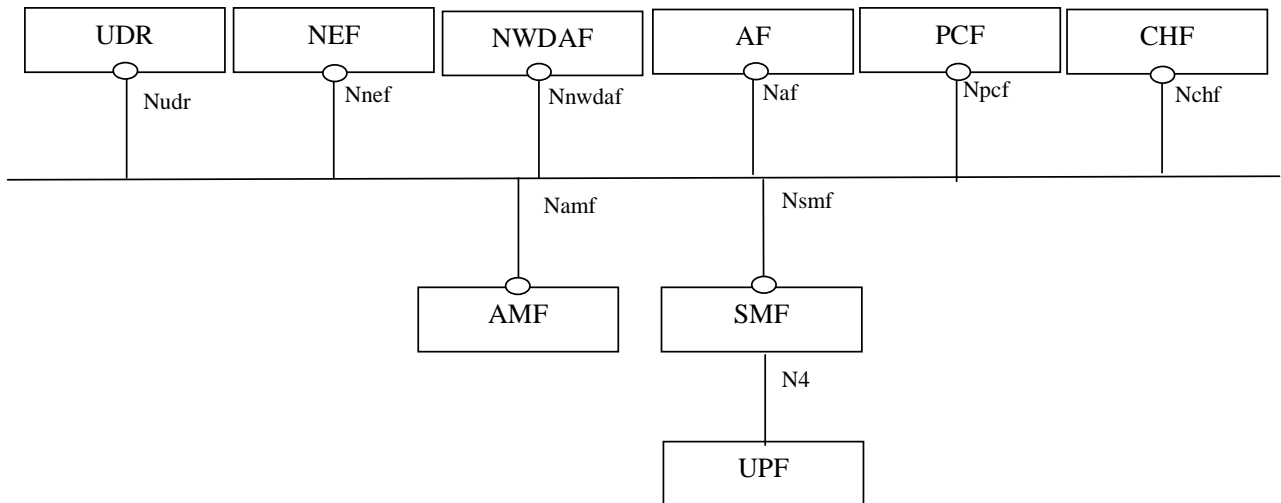 UDR
NEF
NWDAF
AF
PCF
CHF
Nudr
Nnef
Nnwdaf
Naf
Npcf
Nchf
Namf
Nsmf
AMF
SMF
N4
UPF